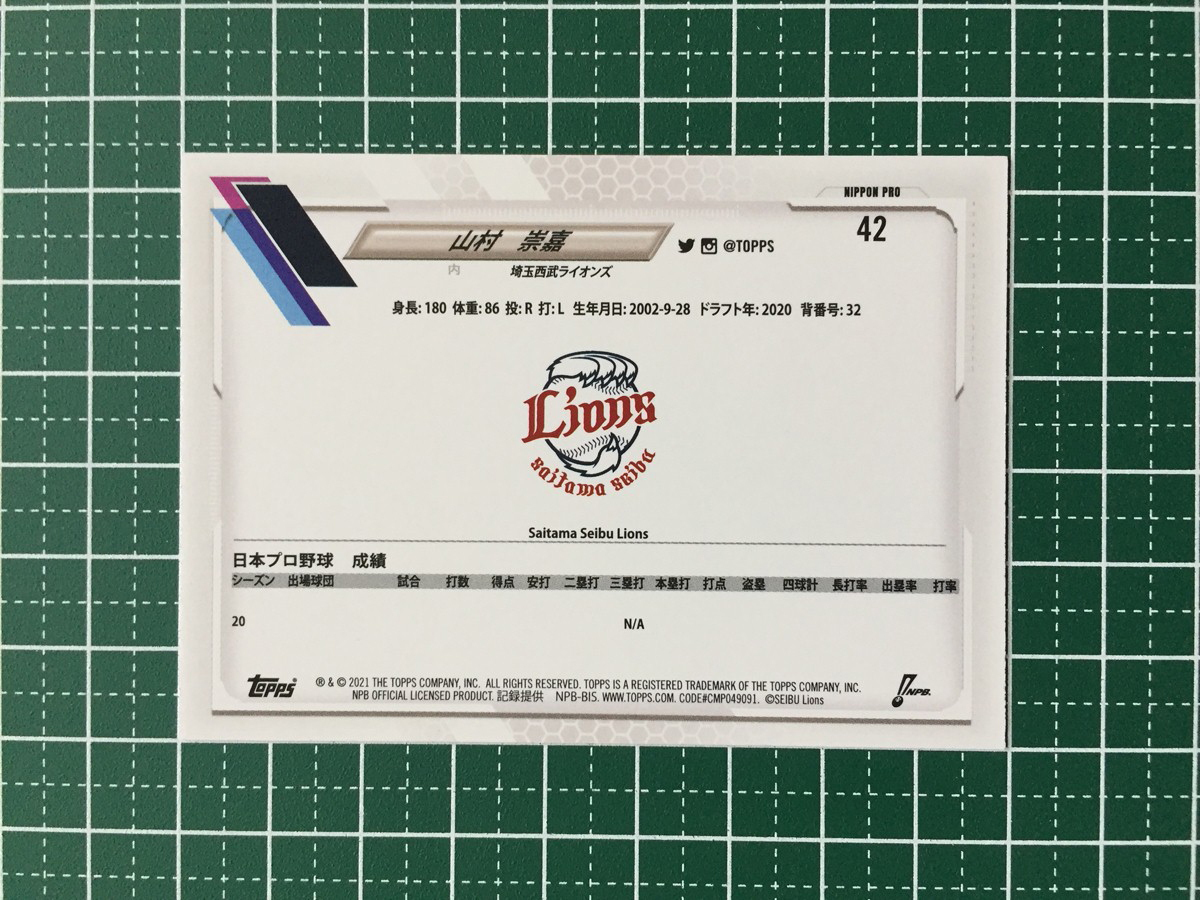 NIPPON PRO
42
山村 崇嘉
@TOPPS
内 埼玉西武ライオンズ
身長: 180 体重: 86 投: R 打: L 生年月日: 2002-9-28 ドラフト年: 2020 背番号: 32
Lions
Saitama Seibu
Saitama Seibu Lions
日本プロ野球 成績
シーズン 出場球団 試合 打数 得点 安打 二塁打 三塁打 本塁打 打点 盗塁 四球計 長打率 出塁率 打率
20 N/A
TOPPS ® & © 2021 THE TOPPS COMPANY, INC. ALL RIGHTS RESERVED. TOPPS IS A REGISTERED TRADEMARK OF THE TOPPS COMPANY, INC.
NPB OFFICIAL LICENSED PRODUCT. 記録提供 NPB-BIS. WWW.TOPPS.COM. CODE#CMP049091. ©SEIBU Lions
NPB.